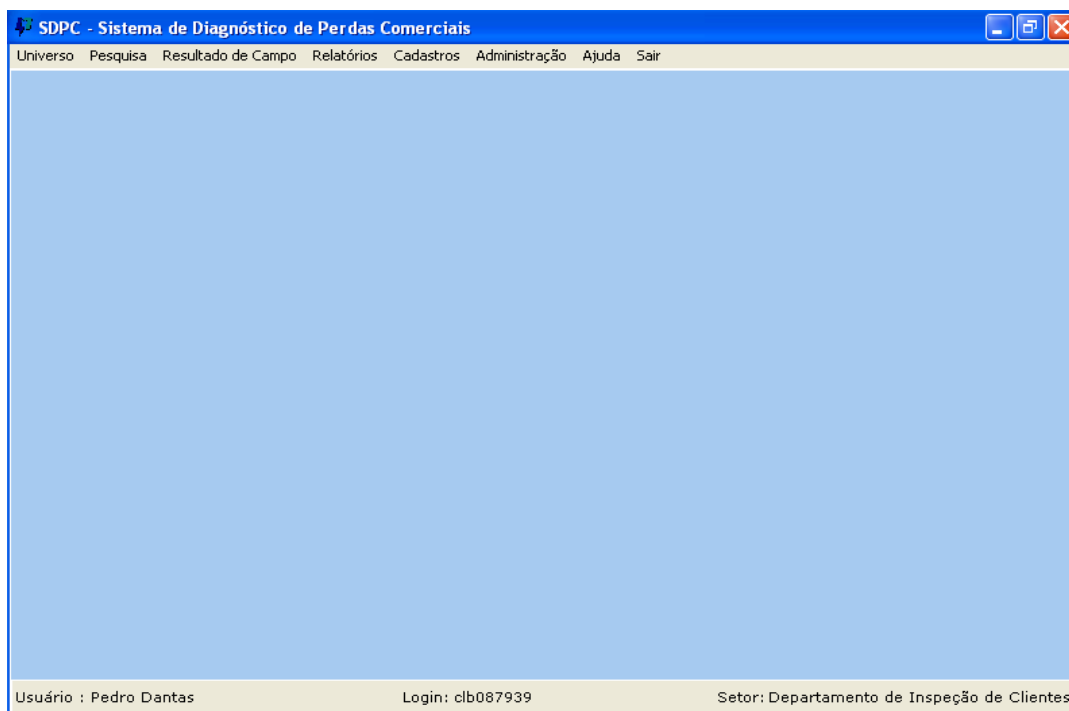 SDPC - Sistema de Diagnóstico de Perdas Comerciais
Universo Pesquisa Resultado de Campo Relatórios Cadastros Administração Ajuda Sair
Usuário : Pedro Dantas Login: clb087939 Setor: Departamento de Inspeção de Clientes